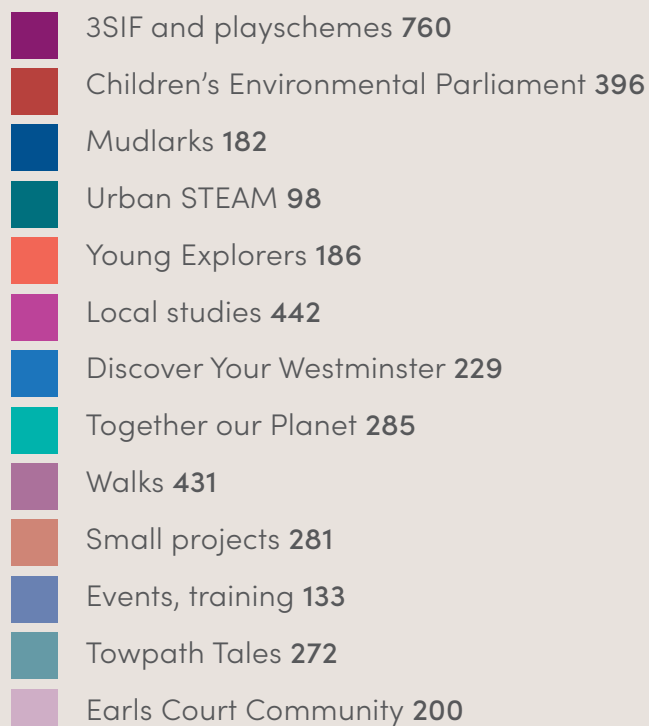 3SIF and playschemes 760
Children’s Environmental Parliament 396
Mudlarks 182
Urban STEAM 98
Young Explorers 186
Local studies 442
Discover Your Westminster 229
Together our Planet 285
Walks 431
Small projects 281
Events, training 133
Towpath Tales 272
Earls Court Community 200